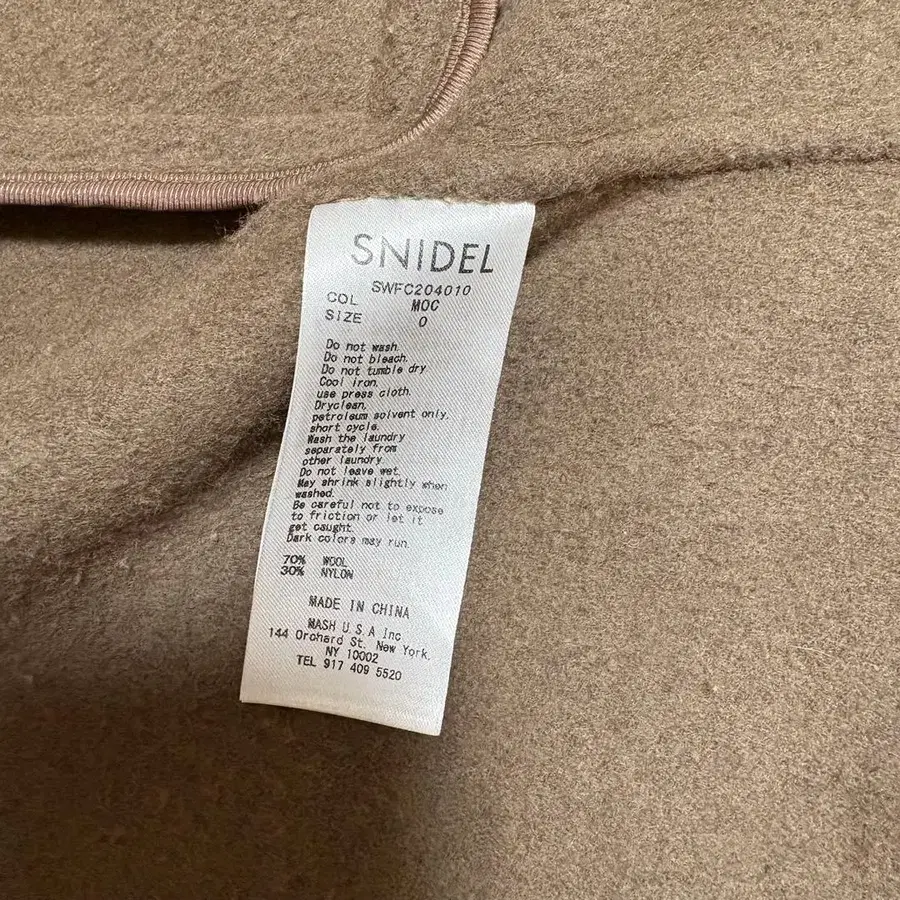 SNIDEL
SWFC204010
COL MOC
SIZE 0
Do not wash.
Do not bleach.
Do not tumble dry
Cool iron,
use press cloth.
Dryclean,
petroleum solvent only,
short cycle.
Wash the laundry
separately from
other laundry
Do not leave wet.
May shrink slightly when
washed.
Be careful not to expose
to friction or let it
get caught.
Dark colors may run.
70% WOOL
30% NYLON
MADE IN CHINA
MASH U.S.A Inc
144 Orchard St. New York,
NY 10002
TEL 917 409 5520